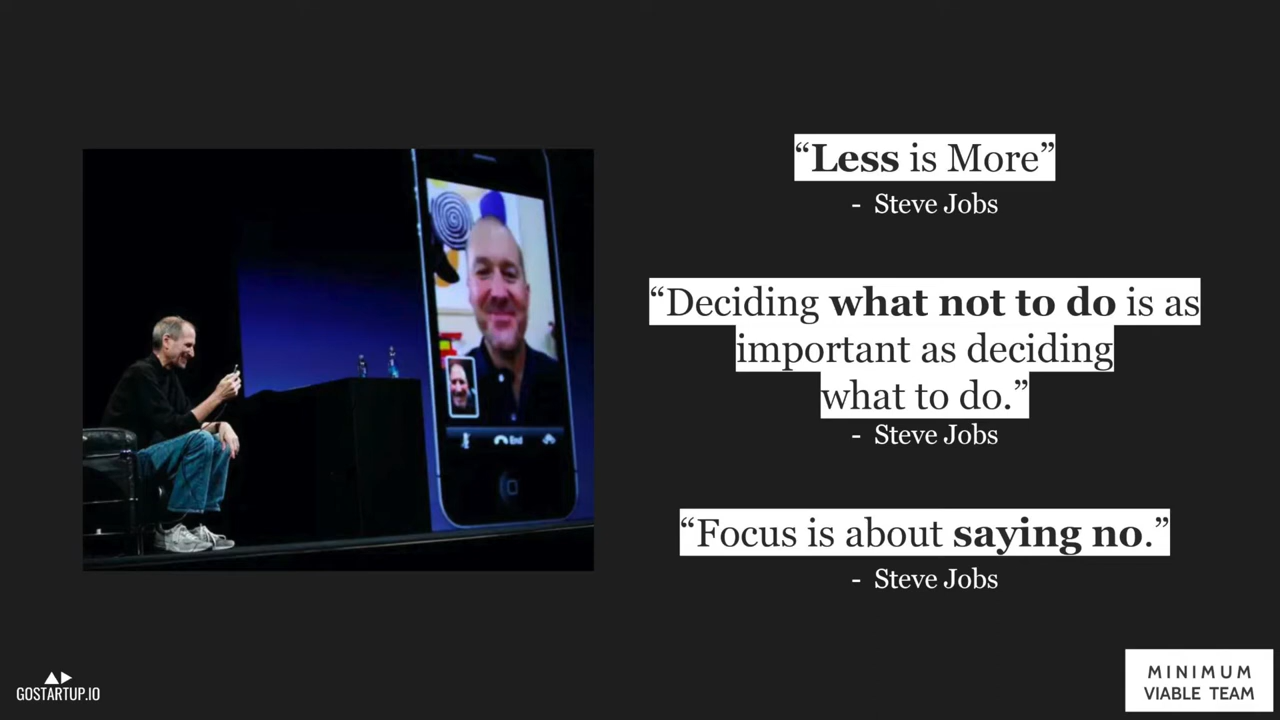 “Less is More”
- Steve Jobs
“Deciding what not to do is as
important as deciding
what to do.”
- Steve Jobs
“Focus is about saying no.”
- Steve Jobs
End
GOSTARTUP.IO
MINIMUM
VIABLE TEAM